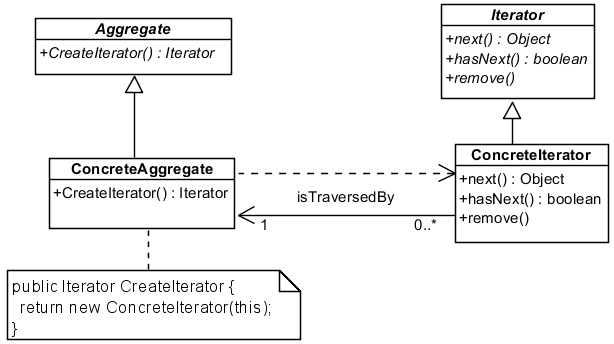 Aggregate
+CreateIterator() : Iterator
Iterator
+next() : Object
+hasNext() : boolean
+remove()
ConcreteAggregate
+CreateIterator() : Iterator
ConcreteIterator
+next() : Object
+hasNext() : boolean
+remove()
isTraversedBy
1
0..*
public Iterator CreateIterator {
return new ConcreteIterator(this);
}